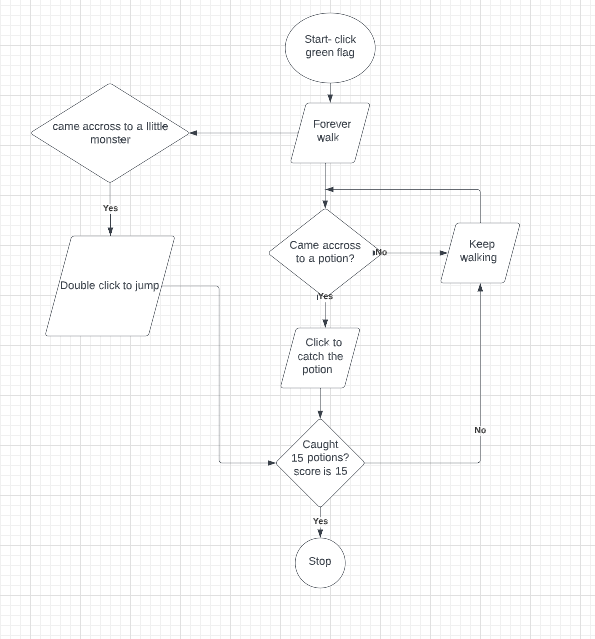 Start- click
green flag
Forever
walk
came accross to a llittle
monster
Yes
Double click to jump
Came accross
to a potion?
No
Keep
walking
Yes
Click to
catch the
potion
Caught
15 potions?
score is 15
No
Yes
Stop